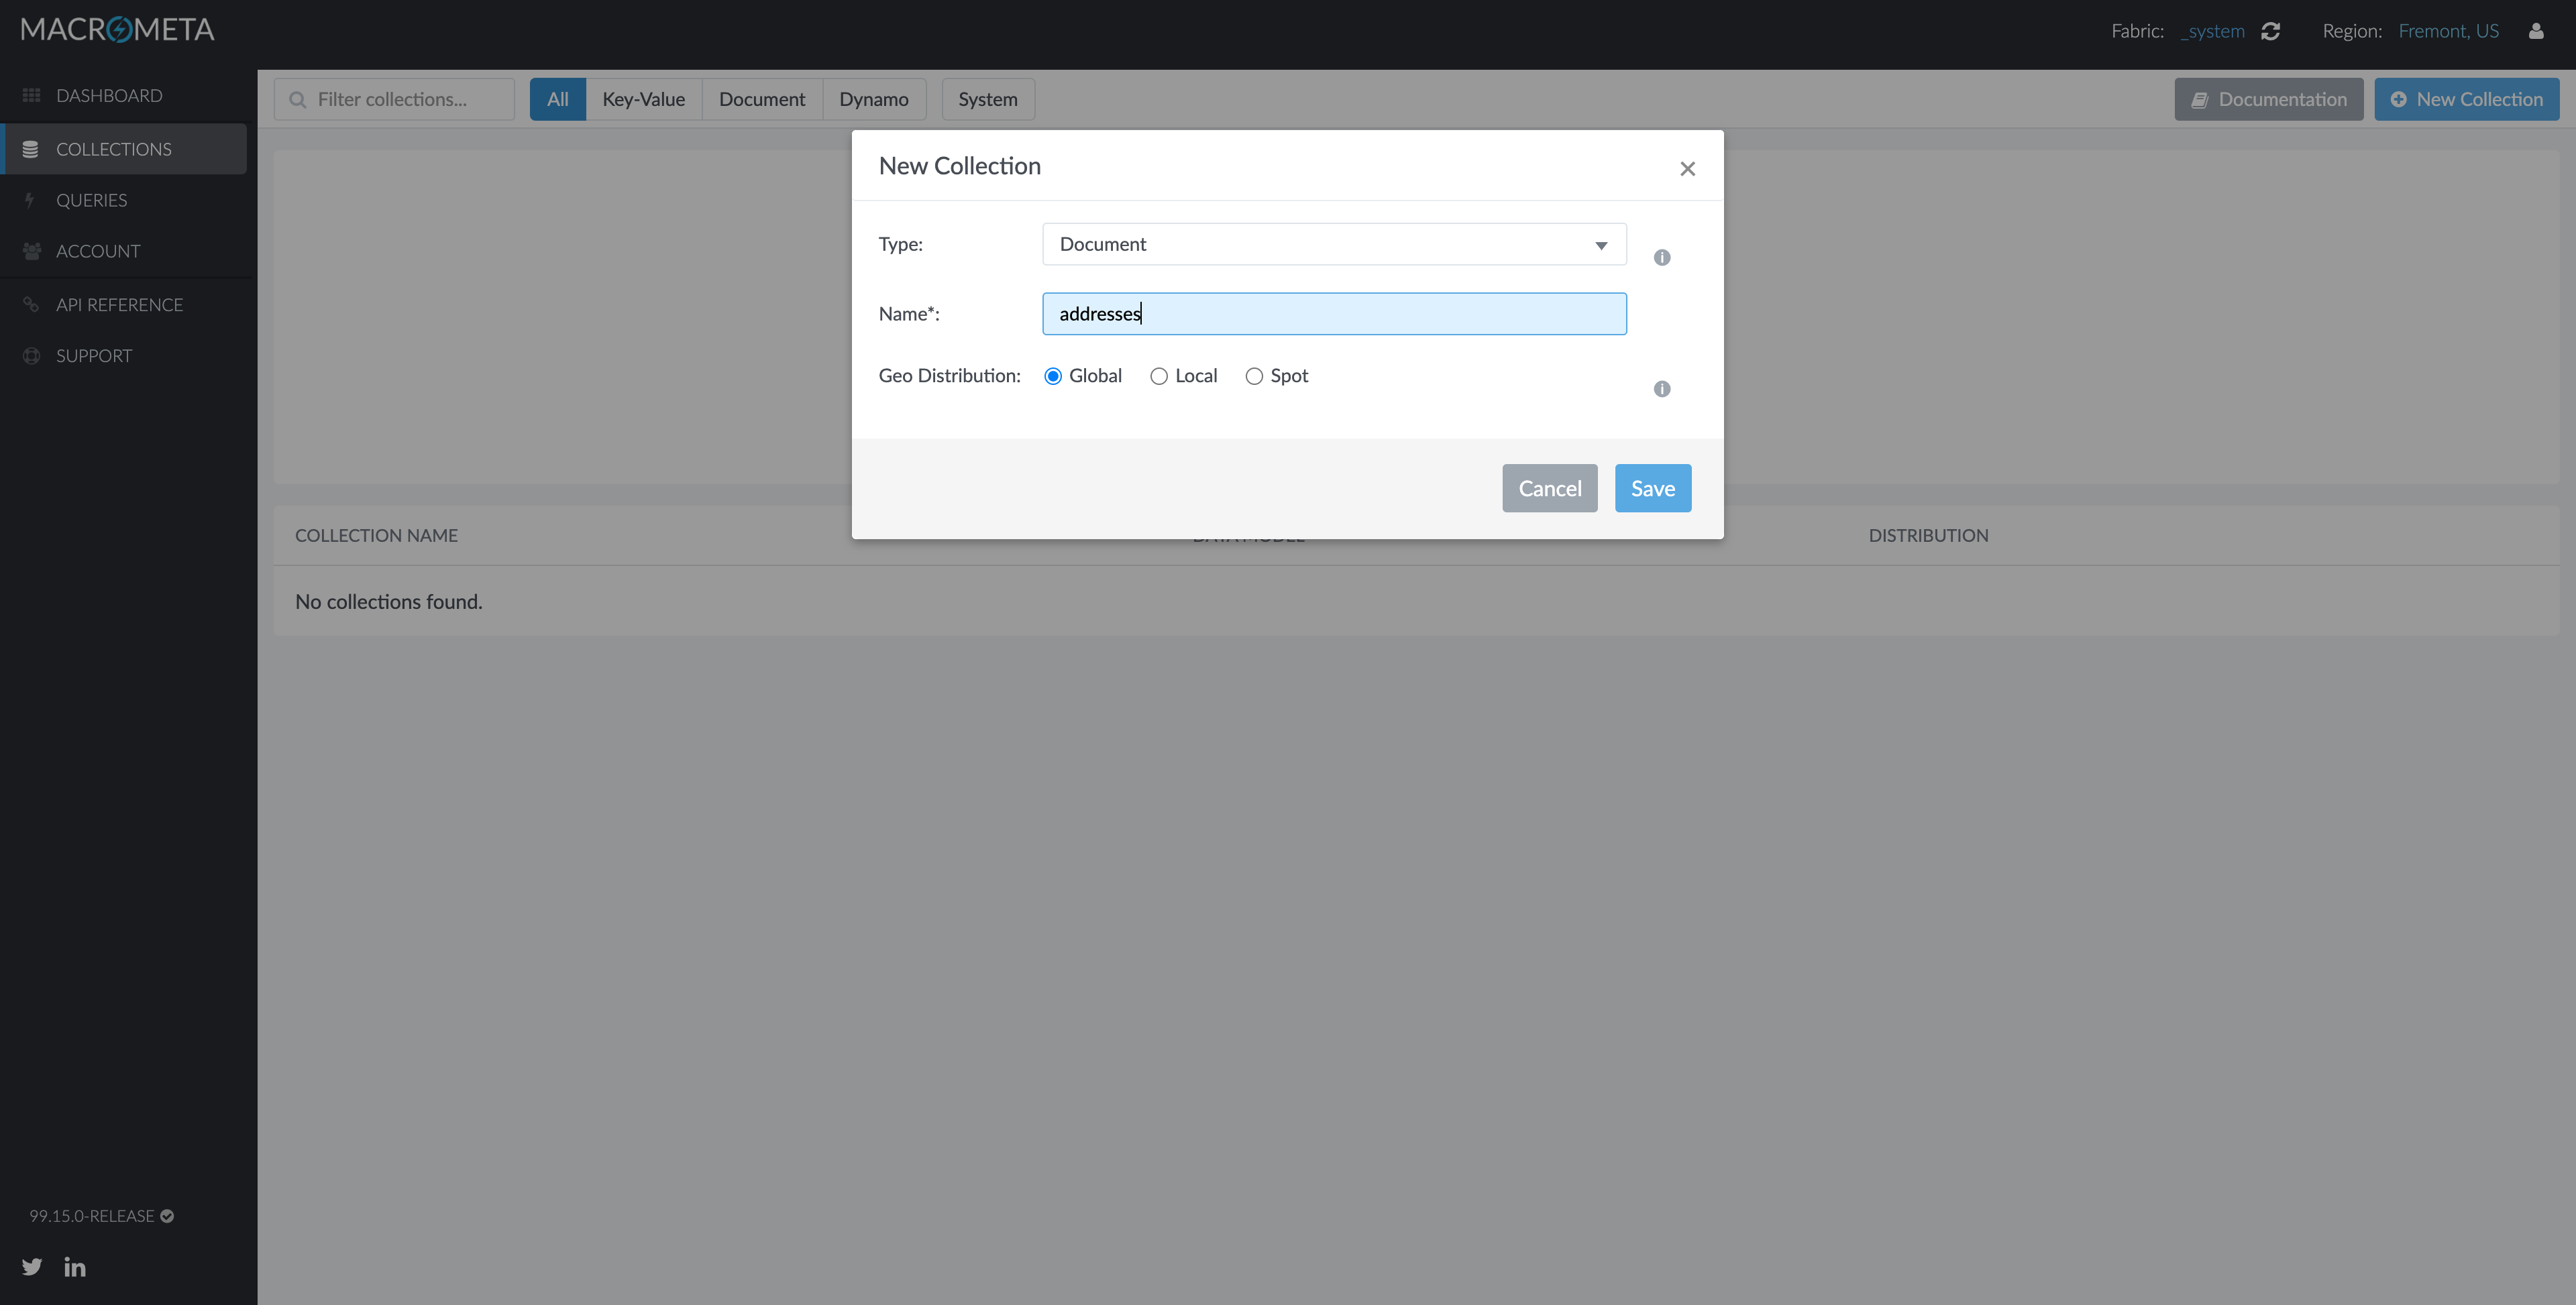 MACROMETA
Fabric: _system Region: Fremont, US
DASHBOARD
COLLECTIONS
QUERIES
ACCOUNT
API REFERENCE
SUPPORT
99.15.0-RELEASE
Filter collections... All Key-Value Document Dynamo System Documentation New Collection
New Collection
Type: Document
Name*: addresses
Geo Distribution: Global Local Spot
Cancel Save
COLLECTION NAME DATA MODEL DISTRIBUTION
No collections found.